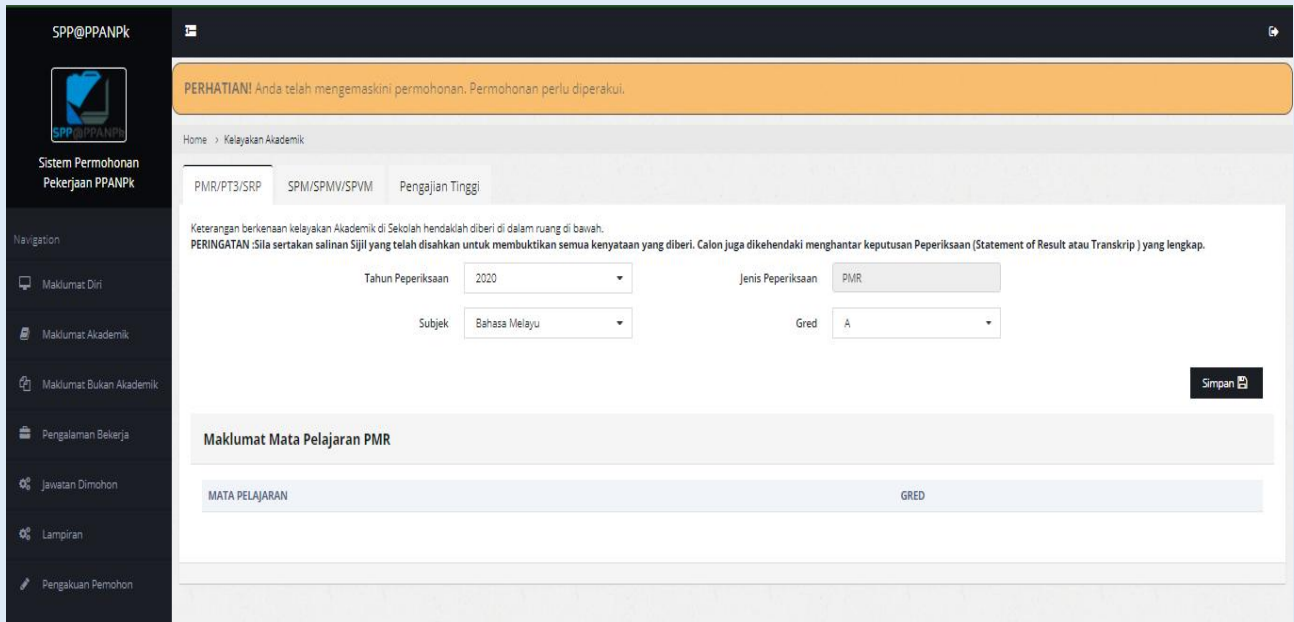 SPP@PPANPk
SPP@PPANPk
Sistem Permohonan
Pekerjaan PPANPk
Navigation
Maklumat Diri
Maklumat Akademik
Maklumat Bukan Akademik
Pengalaman Bekerja
Jawatan Dimohon
Lampiran
Pengakuan Pemohon
PERHATIAN! Anda telah mengemaskini permohonan. Permohonan perlu diperakui.
Home > Kelayakan Akademik
PMR/PT3/SRP SPM/SPMV/SPVM Pengajian Tinggi
Keterangan berkenaan kelayakan Akademik di Sekolah hendaklah diberi di dalam ruang di bawah.
PERINGATAN :Sila sertakan salinan Sijil yang telah disahkan untuk membuktikan semua kenyataan yang diberi. Calon juga dikehendaki menghantar keputusan Peperiksaan (Statement of Result atau Transkrip ) yang lengkap.
Tahun Peperiksaan 2020 Jenis Peperiksaan PMR
Subjek Bahasa Melayu Gred A
Simpan
Maklumat Mata Pelajaran PMR
MATA PELAJARAN GRED